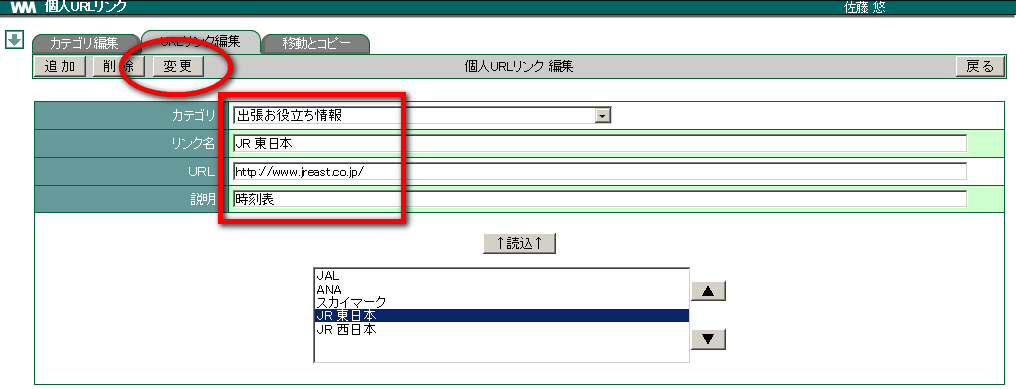 WM 個人URLリンク 佐藤 悠
カテゴリ編集 URLリンク編集 移動とコピー
追加 削除 変更 個人URLリンク 編集 戻る
カテゴリ 出張お役立ち情報
リンク名 JR 東日本
URL http://www.jreast.co.jp/
説明 時刻表
↑読込↑
JAL
ANA
スカイマーク
JR 東日本
JR 西日本